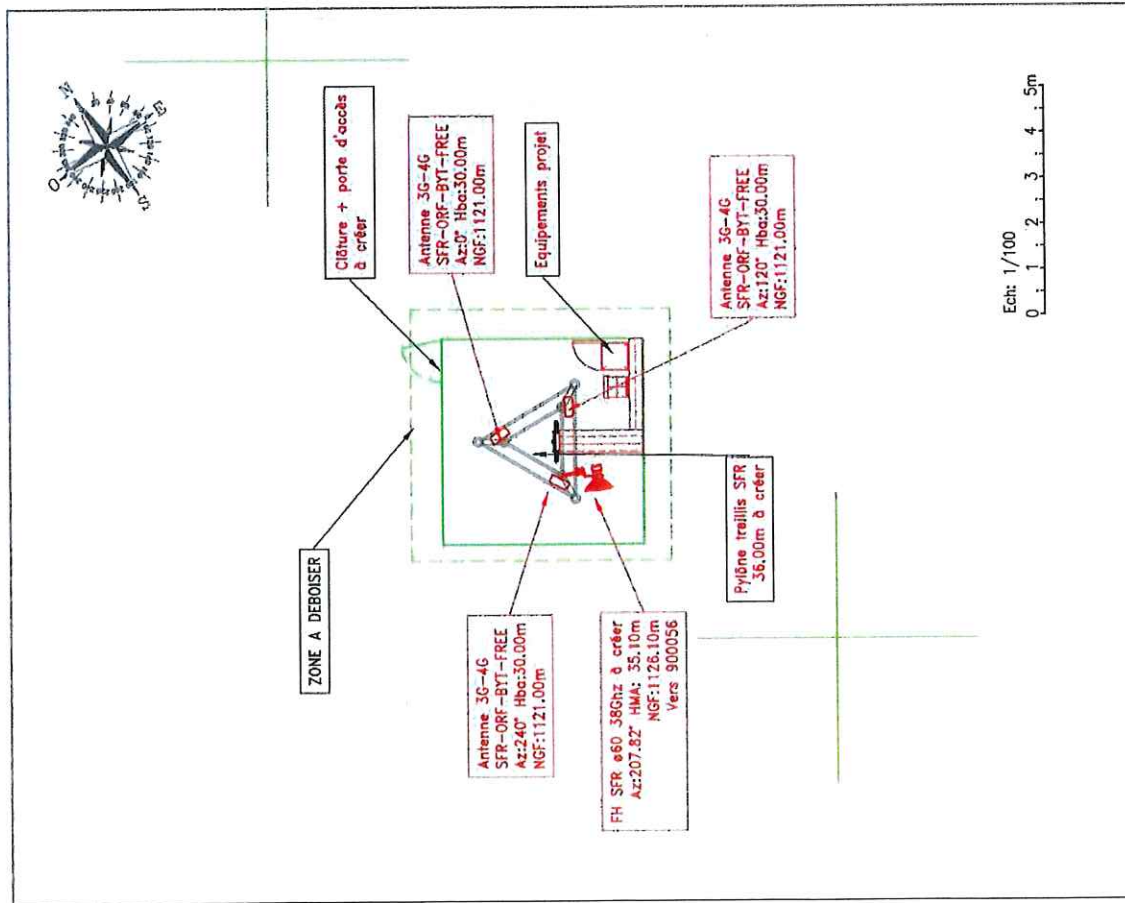 N
E
S
O
Clôture + porte d'accès
à créer
Antenne 3G-4G
SFR-ORF-BYT-FREE
Az:0° Hba:30.00m
NGF:1121.00m
Equipements projet
Antenne 3G-4G
SFR-ORF-BYT-FREE
Az:120° Hba:30.00m
NGF:1121.00m
ZONE A DEBOISER
Antenne 3G-4G
SFR-ORF-BYT-FREE
Az:240° Hba:30.00m
NGF:1121.00m
FH SFR ø60 38Ghz à créer
Az:207.82° HMA: 35.10m
NGF:1126.10m
Vers 900056
Pylône treillis SFR
36.00m à créer
Ech: 1/100
0 1 2 3 4 5m